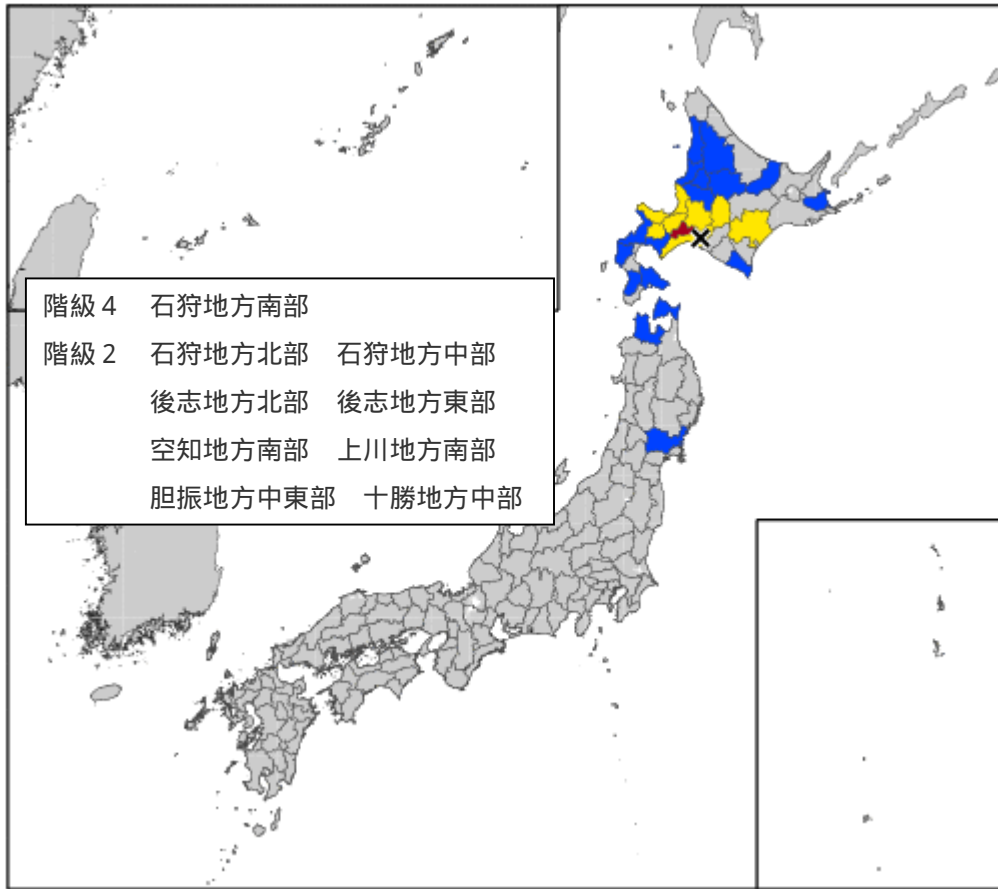 階級４　石狩地方南部
階級２　石狩地方北部　石狩地方中部
後志地方北部　後志地方東部
空知地方南部　上川地方南部
胆振地方中東部　十勝地方中部